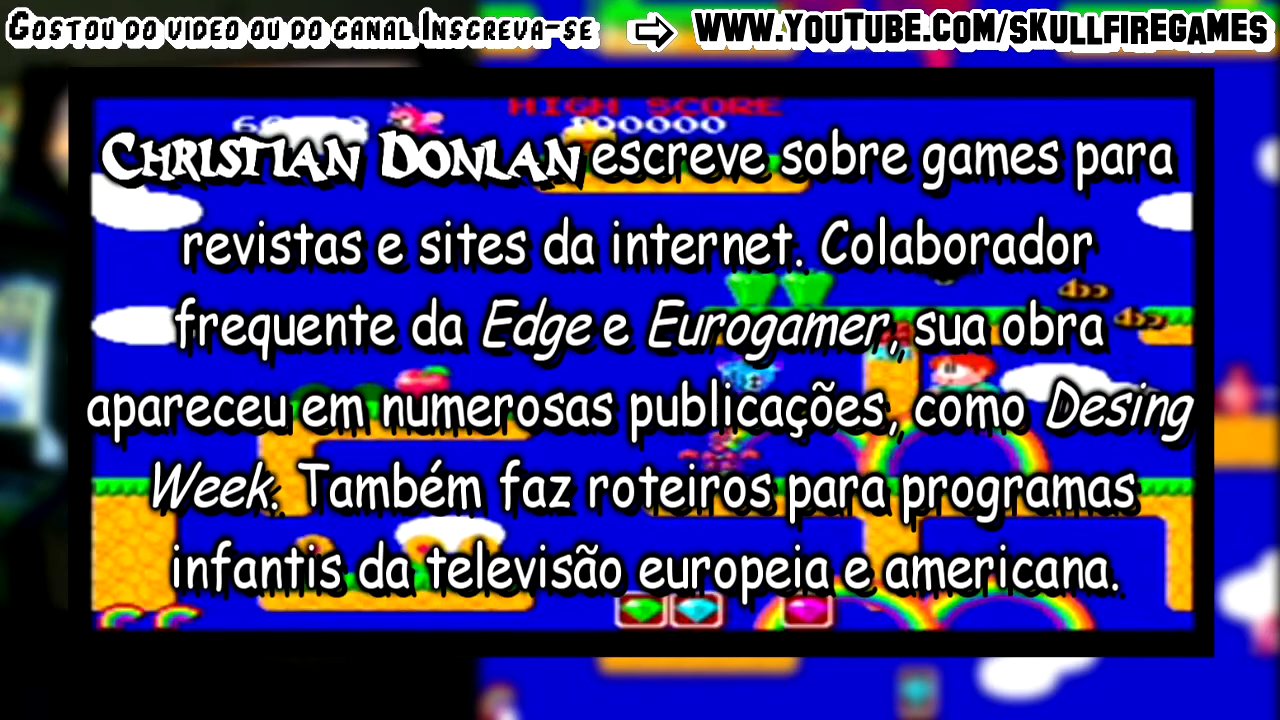 Gostou do video ou do canal Inscreva-se ⇨ www.YouTube.com/skullfiregames
HIGH SCORE
100000
Christian Donlan escreve sobre games para
revistas e sites da internet. Colaborador
frequente da Edge e Eurogamer, sua obra
apareceu em numerosas publicações, como Desing
Week. Também faz roteiros para programas
infantis da televisão europeia e americana.